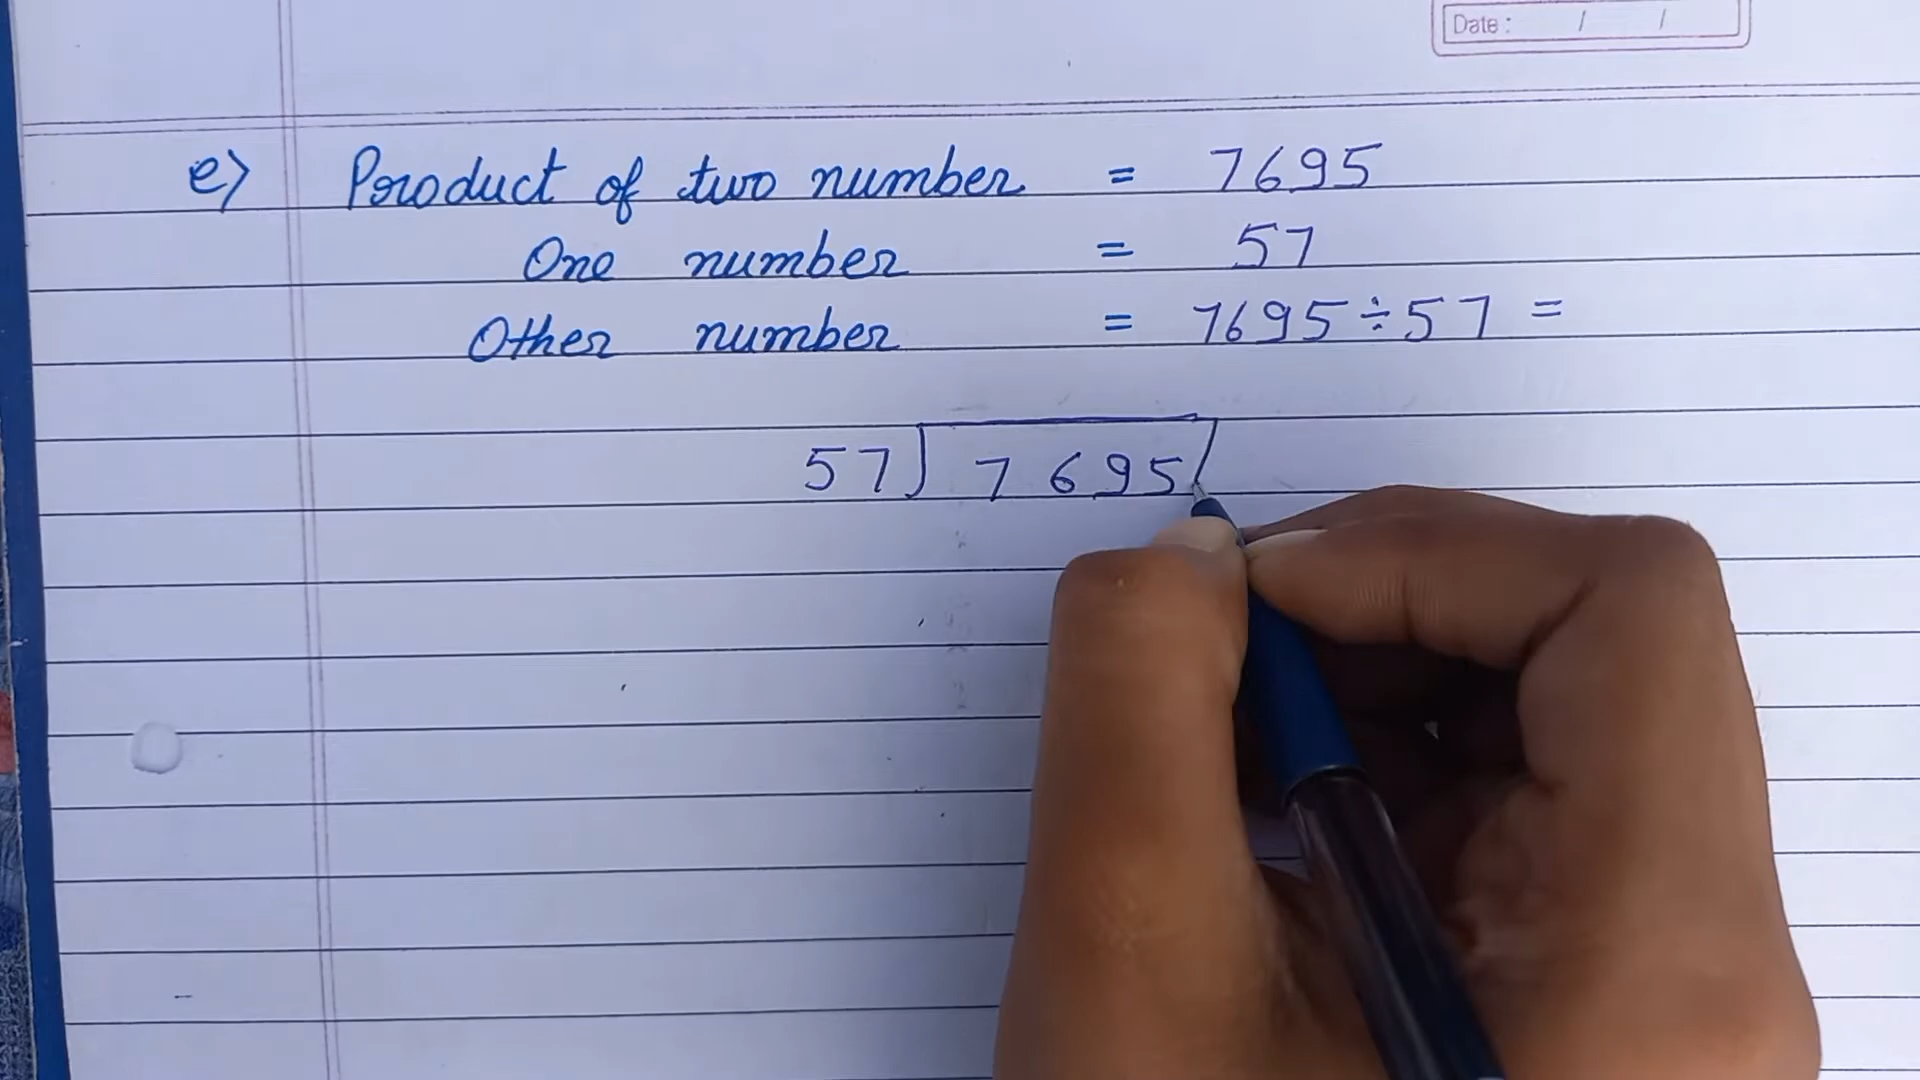 Date : / /
e) Product of two number = 7695
One number = 57
Other number = 7695÷57 =
57) 7695 (